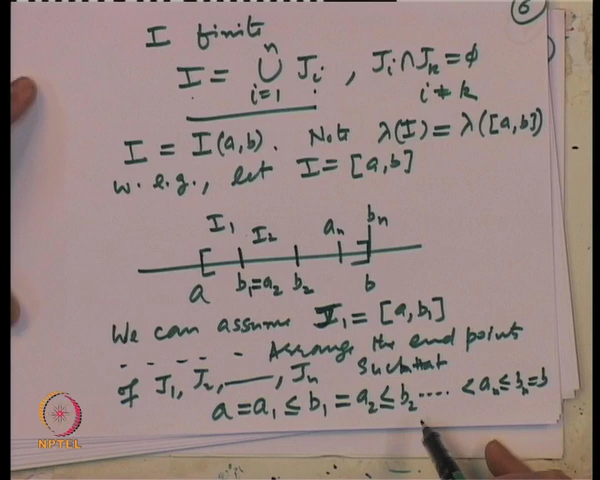 6
I finite
I = ∪_{i=1}^{n} J_i , J_i ∩ J_k = φ
i ≠ k
I = I(a,b). Note λ(I) = λ([a,b])
w.l.g., let I = [a,b]
I_1 I_2 a_n b_n
a b_1=a_2 b_2 b
We can assume I_1 = [a,b_1]
- - - - - - Arrange the end points
of J_1, J_2, —, J_n such that
a = a_1 ≤ b_1 = a_2 ≤ b_2 .... < a_n ≤ b_n = b
NPTEL